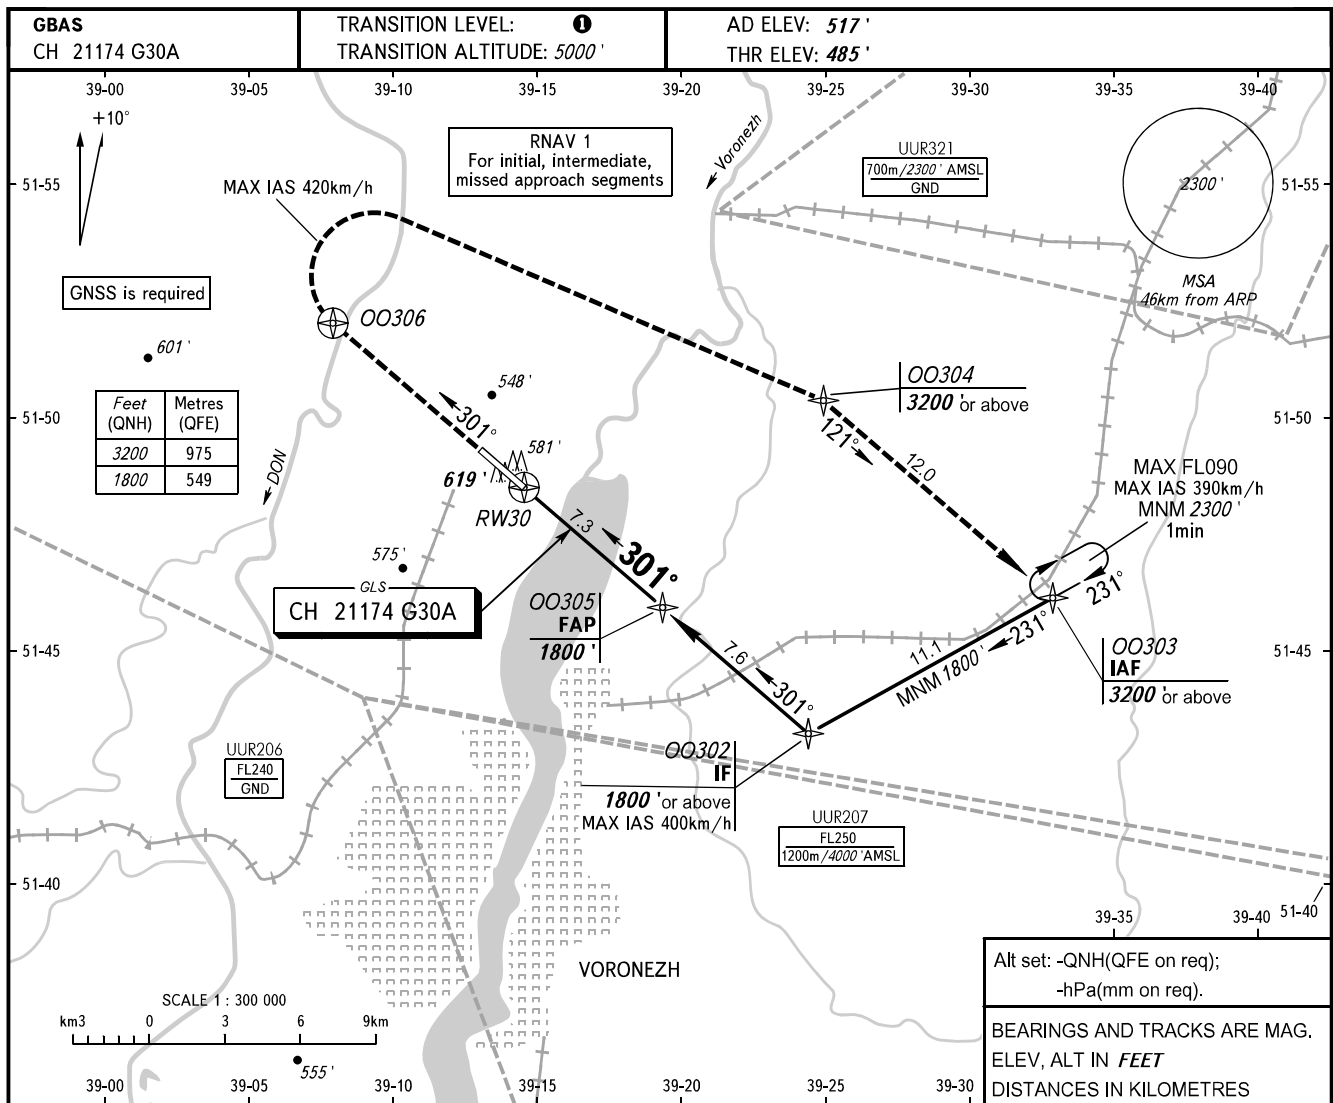 GBAS
CH 21174 G30A
TRANSITION LEVEL: ❶
TRANSITION ALTITUDE: 5000 '
AD ELEV: 517 '
THR ELEV: 485 '
39-00
39-05
39-10
39-15
39-20
39-25
39-30
39-35
39-40
+10°
RNAV 1
For initial, intermediate,
missed approach segments
Voronezh
UUR321
700m/2300 ' AMSL
GND
2300 '
51-55
51-55
MAX IAS 420km/h
MSA
46km from ARP
GNSS is required
OO306
601 '
548 '
OO304
3200 ' or above
Feet
(QNH)
Metres
(QFE)
3200
975
1800
549
51-50
51-50
301°
121°
12.0
581 '
619 '
DON
MAX FL090
MAX IAS 390km/h
MNM 2300 '
1min
RW30
7.3
301°
575 '
GLS
CH 21174 G30A
OO305
FAP
1800 '
231°
231°
11.1
MNM 1800 '
OO303
IAF
3200 ' or above
51-45
51-45
7.6
301°
OO302
IF
1800 ' or above
MAX IAS 400km/h
UUR206
FL240
GND
UUR207
FL250
1200m/4000 ' AMSL
51-40
51-40
39-35
39-40
VORONEZH
Alt set: -QNH(QFE on req);
-hPa(mm on req).
SCALE 1 : 300 000
km3
0
3
6
9km
555 '
BEARINGS AND TRACKS ARE MAG.
ELEV, ALT IN FEET
DISTANCES IN KILOMETRES
39-00
39-05
39-10
39-15
39-20
39-25
39-30